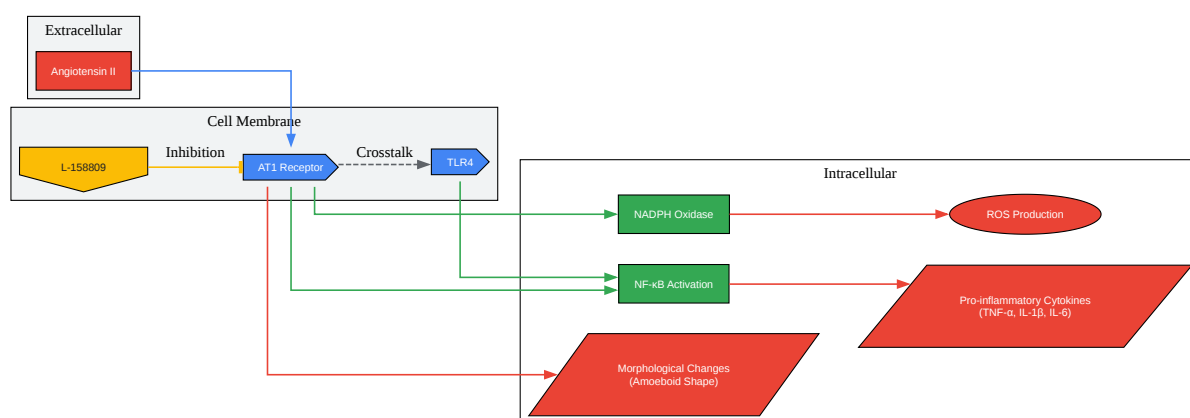 Extracellular
Angiotensin II
Cell Membrane
L-158809
Inhibition
AT1 Receptor
Crosstalk
TLR4
Intracellular
NADPH Oxidase
ROS Production
NF-κB Activation
Pro-inflammatory Cytokines
(TNF-α, IL-1β, IL-6)
Morphological Changes
(Amoeboid Shape)